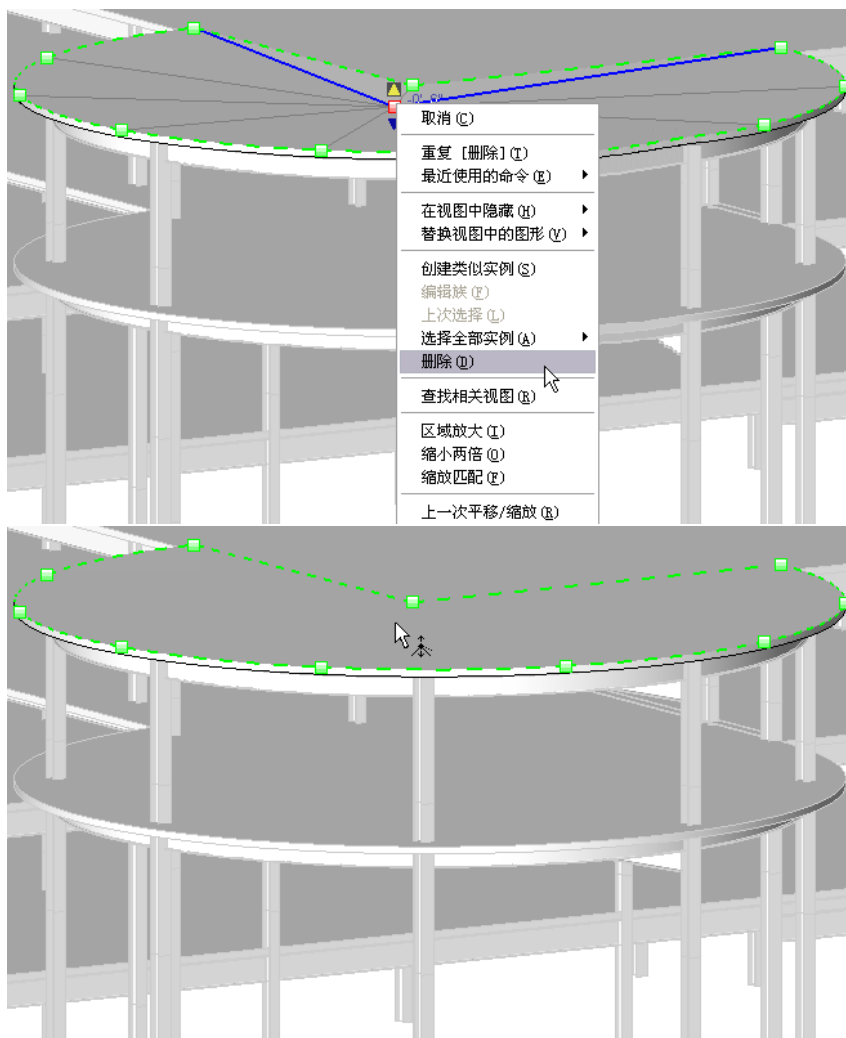 -0' 6"
取消(C)
重复 [删除](T)
最近使用的命令(E)
在视图中隐藏(H)
替换视图中的图形(V)
创建类似实例(S)
编辑族(F)
上次选择(L)
选择全部实例(A)
删除(D)
查找相关视图(R)
区域放大(I)
缩小两倍(O)
缩放匹配(F)
上一次平移/缩放(R)